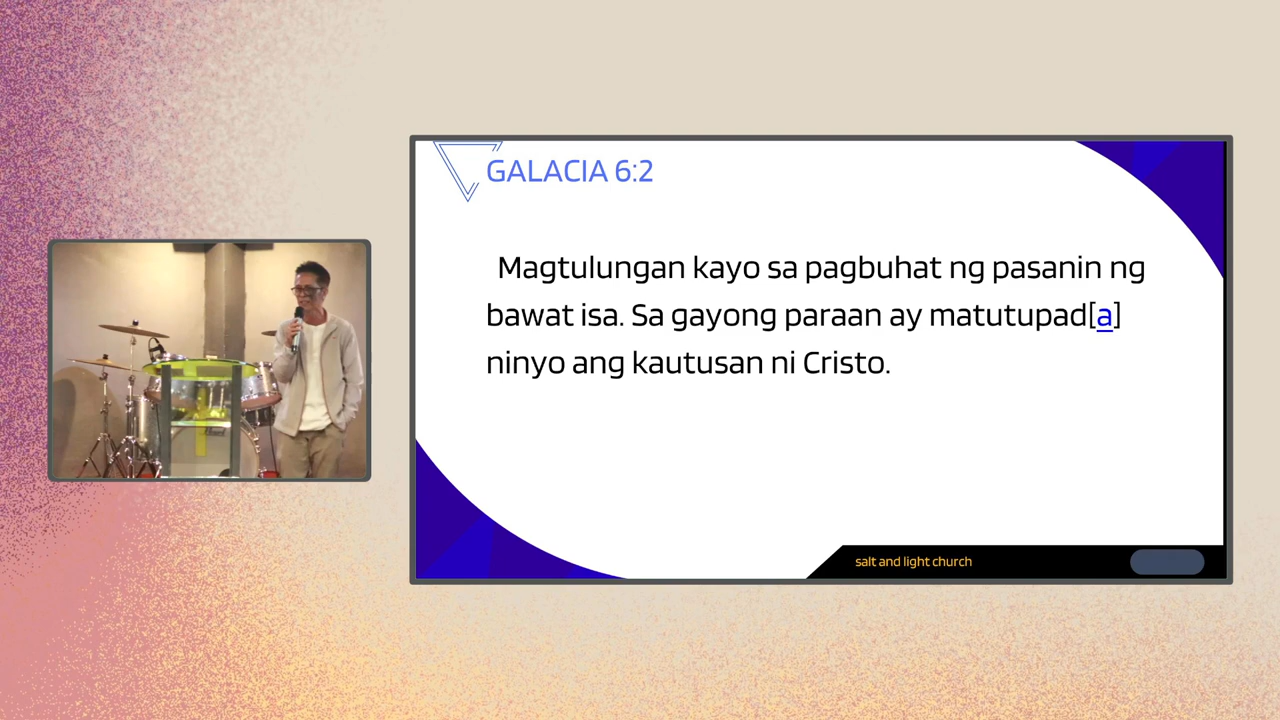 GALACIA 6:2
Magtulungan kayo sa pagbuhat ng pasanin ng
bawat isa. Sa gayong paraan ay matutupad[a]
ninyo ang kautusan ni Cristo.
salt and light church